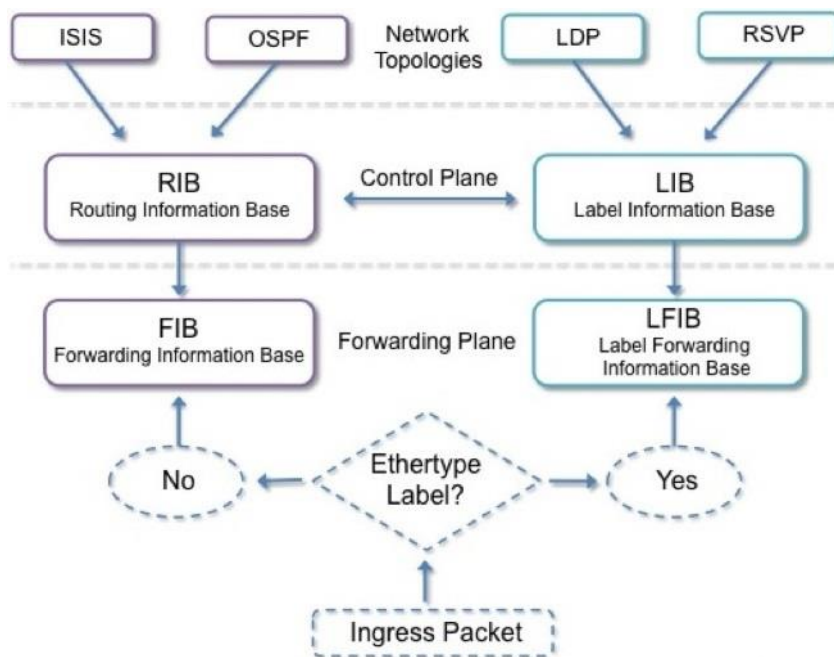 ISIS
OSPF
Network
Topologies
LDP
RSVP
RIB
Routing Information Base
Control Plane
LIB
Label Information Base
FIB
Forwarding Information Base
Forwarding Plane
LFIB
Label Forwarding
Information Base
No
Ethertype
Label?
Yes
Ingress Packet